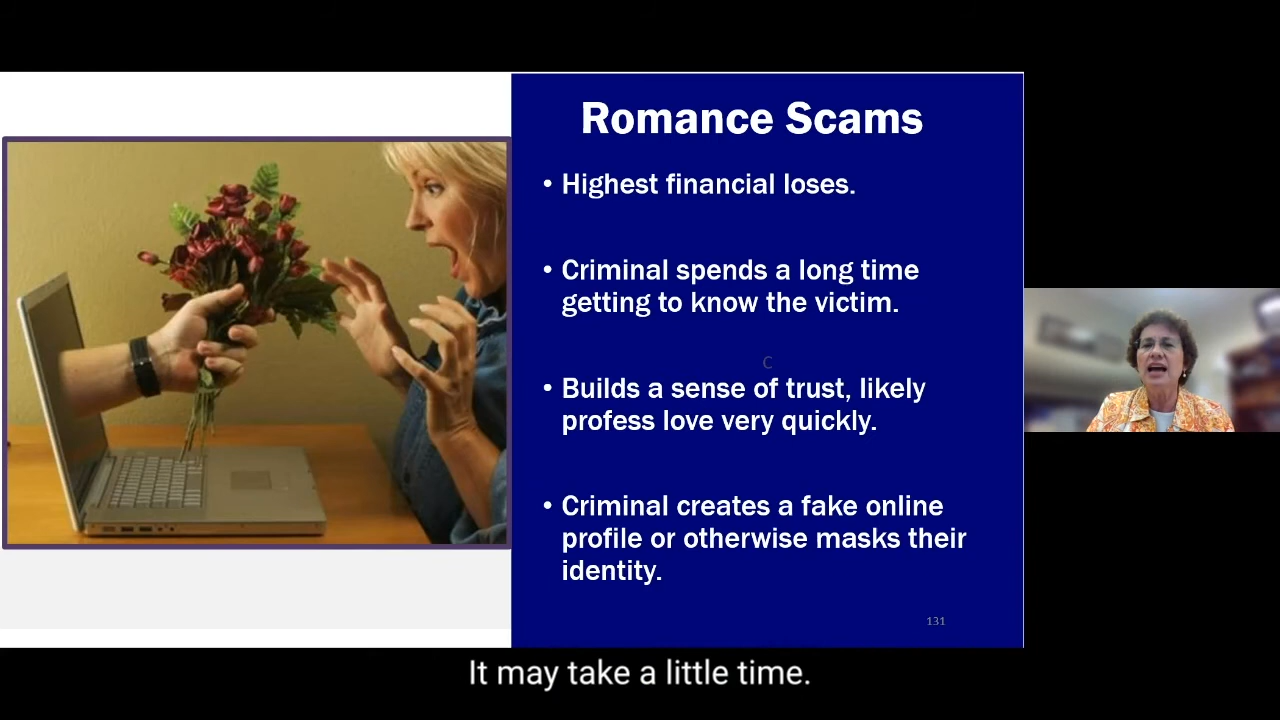 Romance Scams
• Highest financial loses.
• Criminal spends a long time
getting to know the victim.
C
• Builds a sense of trust, likely
profess love very quickly.
• Criminal creates a fake online
profile or otherwise masks their
identity.
131
It may take a little time.